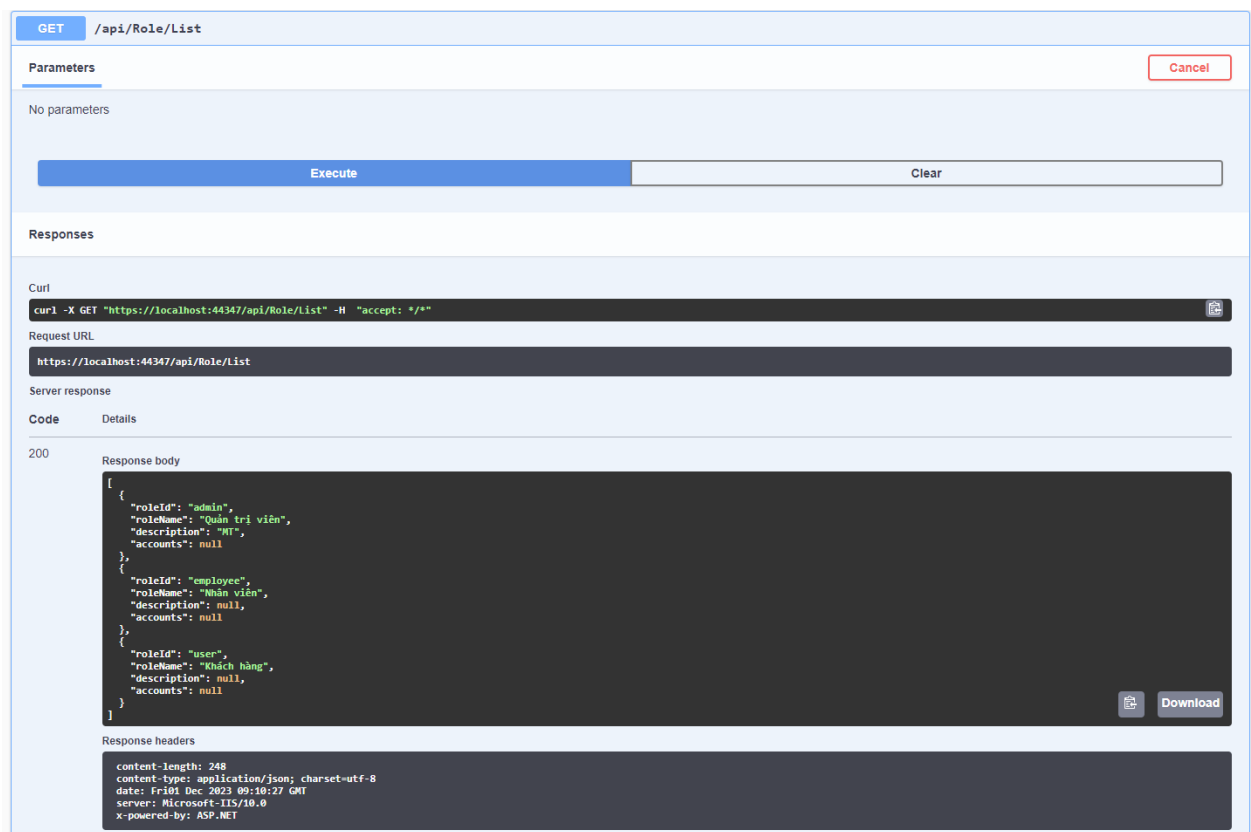 GET /api/Role/List
Parameters
Cancel
No parameters
Execute
Clear
Responses
Curl
curl -X GET "https://localhost:44347/api/Role/List" -H  "accept: */*"
Request URL
https://localhost:44347/api/Role/List
Server response
Code Details
200
Response body
[
  {
    "roleId": "admin",
    "roleName": "Quản trị viên",
    "description": "MT",
    "accounts": null
  },
  {
    "roleId": "employee",
    "roleName": "Nhân viên",
    "description": null,
    "accounts": null
  },
  {
    "roleId": "user",
    "roleName": "Khách hàng",
    "description": null,
    "accounts": null
  }
]
Download
Response headers
content-length: 248
content-type: application/json; charset=utf-8
date: Fri01 Dec 2023 09:10:27 GMT
server: Microsoft-IIS/10.0
x-powered-by: ASP.NET